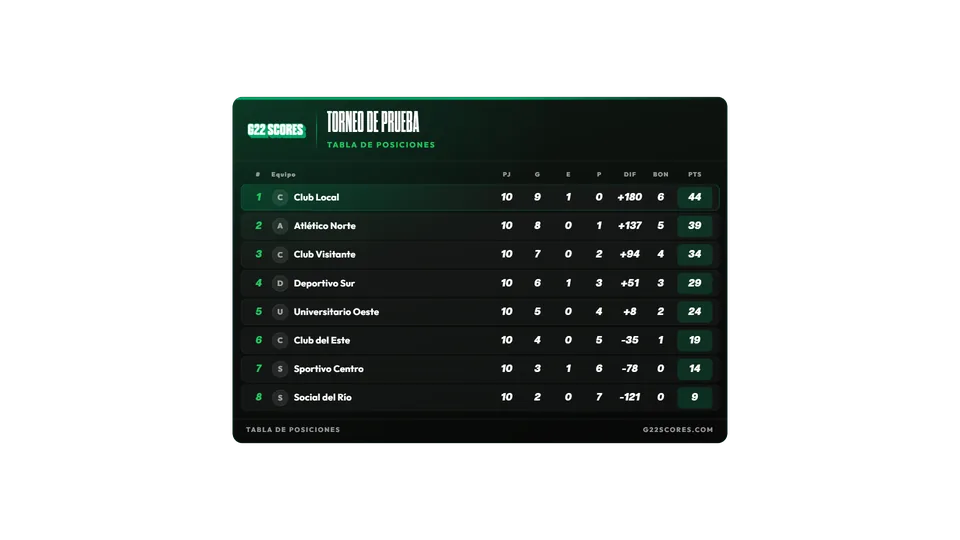 G22 SCORES
TORNEO DE PRUEBA
TABLA DE POSICIONES
# Equipo PJ G E P DIF BON PTS
1 C Club Local 10 9 1 0 +180 6 44
2 A Atlético Norte 10 8 0 1 +137 5 39
3 C Club Visitante 10 7 0 2 +94 4 34
4 D Deportivo Sur 10 6 1 3 +51 3 29
5 U Universitario Oeste 10 5 0 4 +8 2 24
6 C Club del Este 10 4 0 5 -35 1 19
7 S Sportivo Centro 10 3 1 6 -78 0 14
8 S Social del Río 10 2 0 7 -121 0 9
TABLA DE POSICIONES G22SCORES.COM